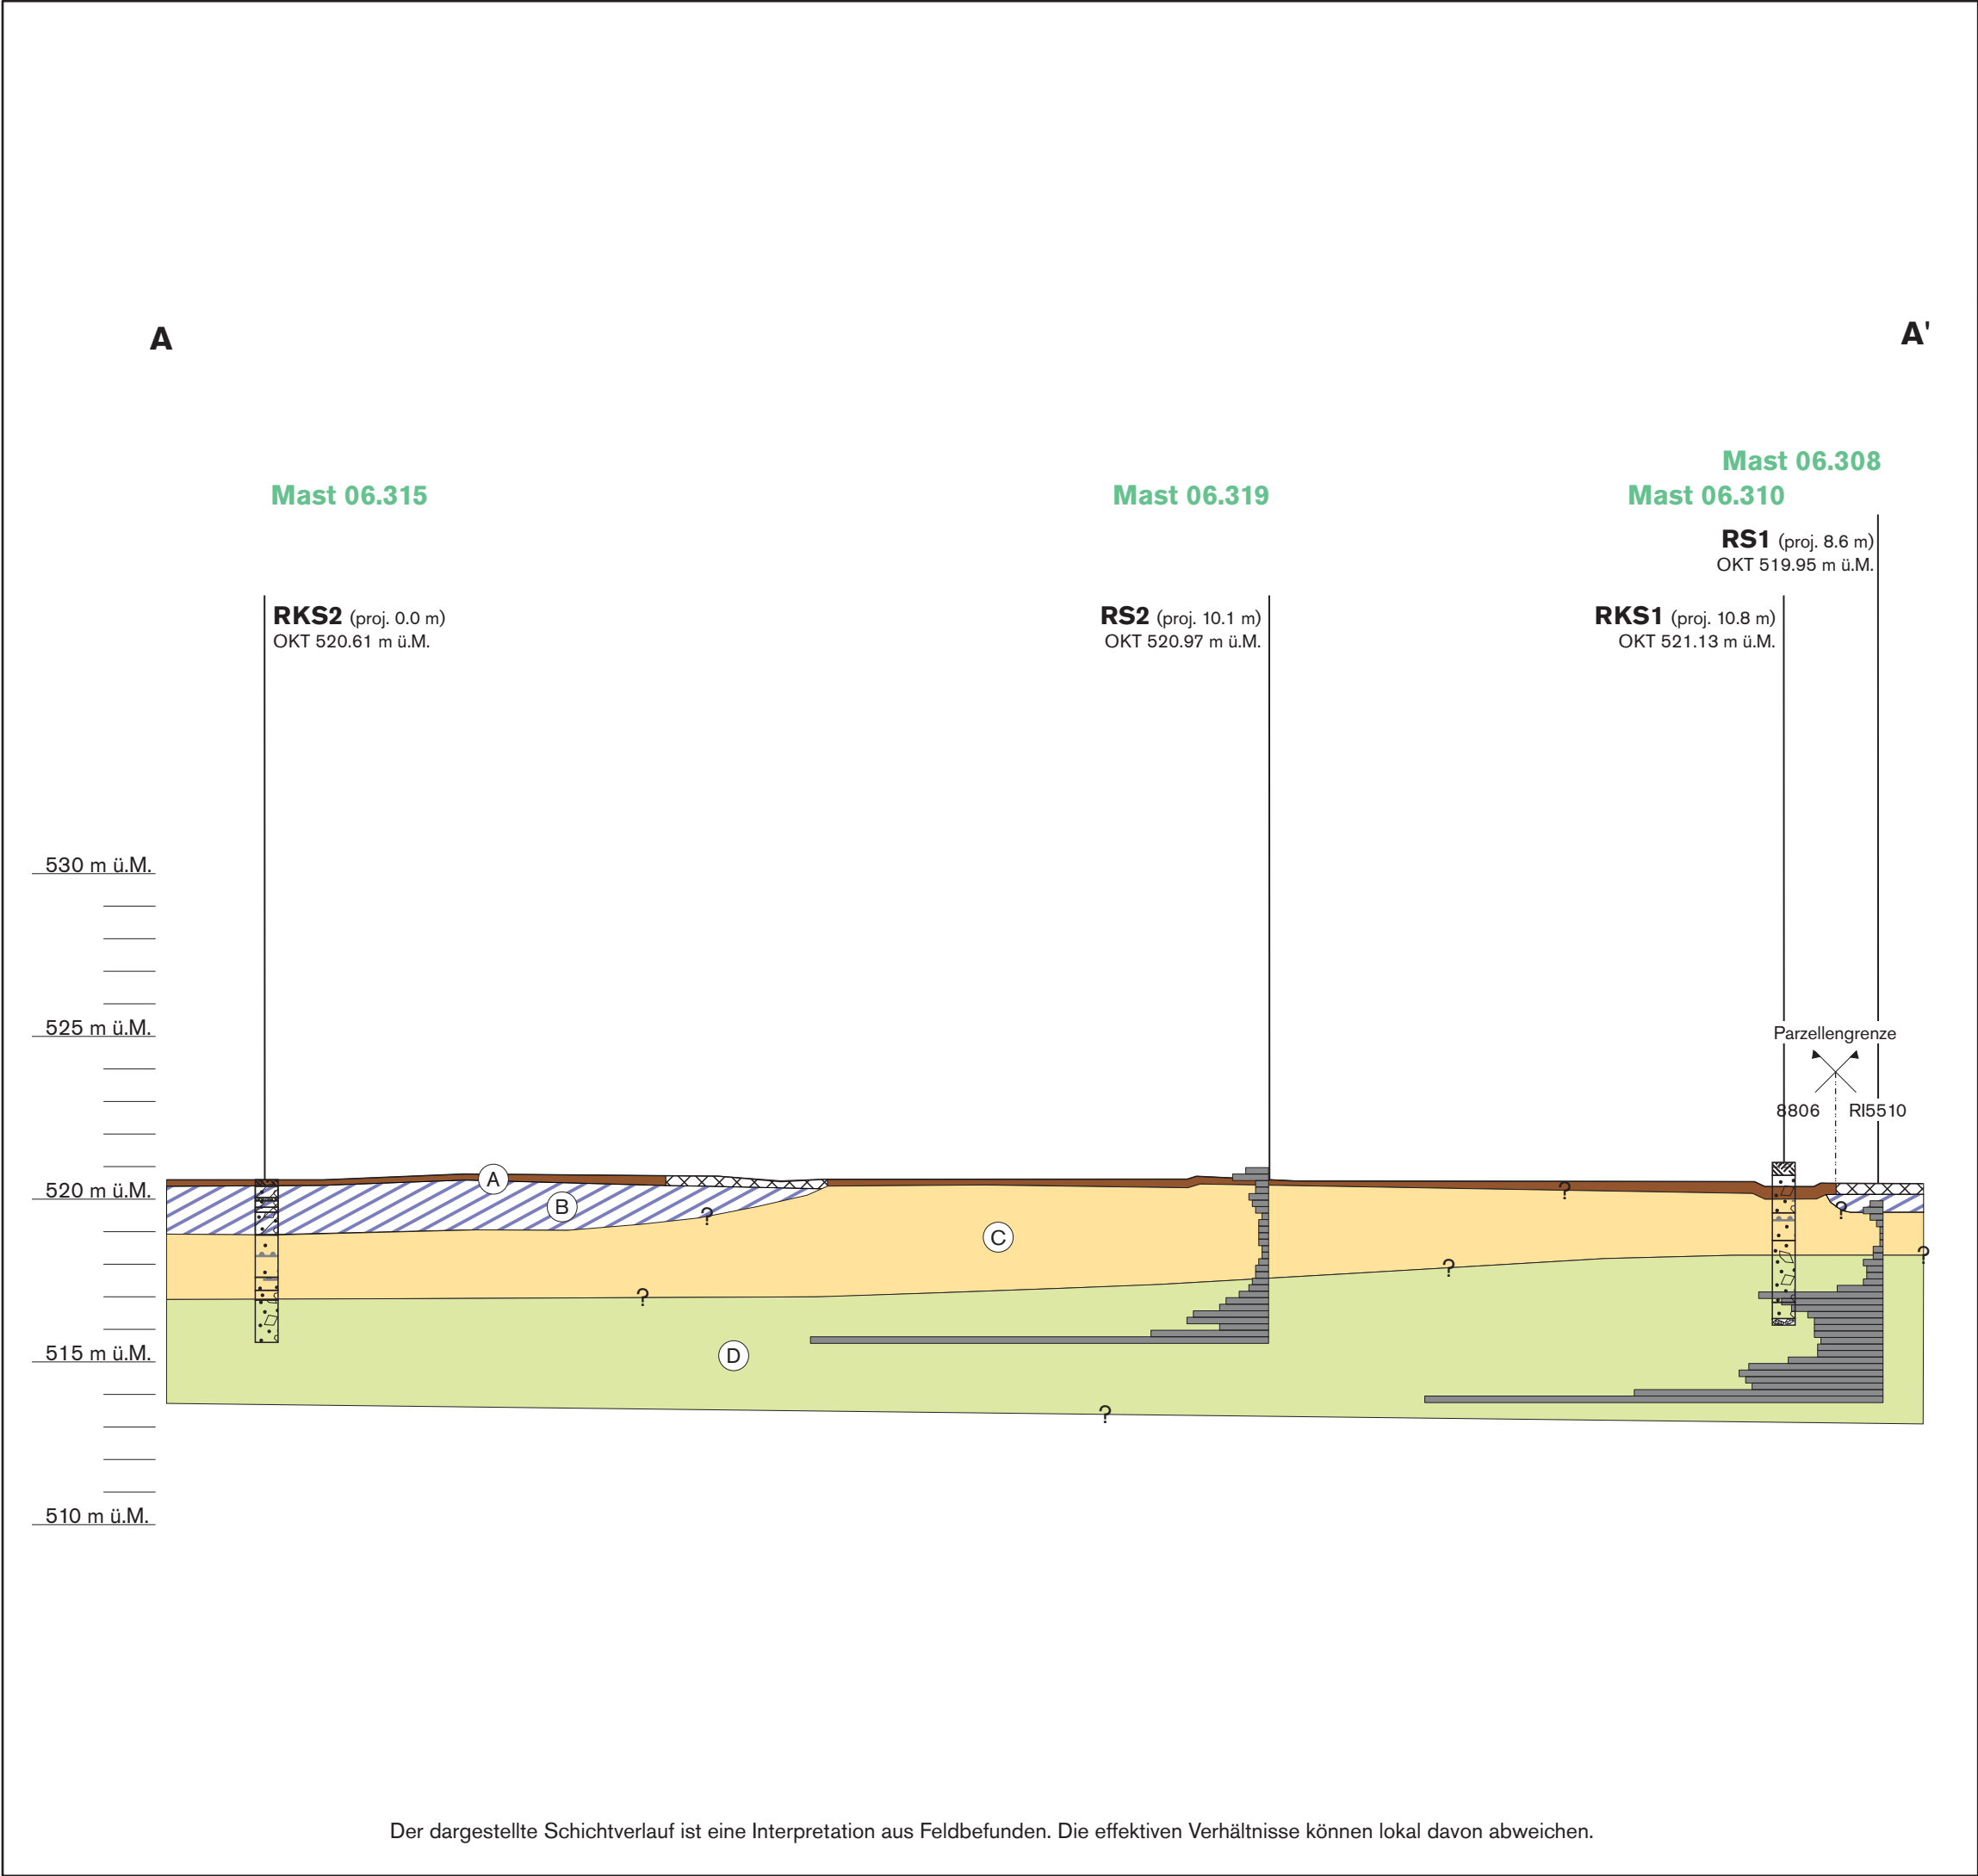 A
A'
Mast 06.308
Mast 06.315
Mast 06.319
Mast 06.310
RS1 (proj. 8.6 m)
OKT 519.95 m ü.M.
RKS2 (proj. 0.0 m)
OKT 520.61 m ü.M.
RS2 (proj. 10.1 m)
OKT 520.97 m ü.M.
RKS1 (proj. 10.8 m)
OKT 521.13 m ü.M.
530 m ü.M.
525 m ü.M.
Parzellengrenze
8806
RI5510
520 m ü.M.
A
B
?
?
?
C
?
?
?
D
515 m ü.M.
?
510 m ü.M.
Der dargestellte Schichtverlauf ist eine Interpretation aus Feldbefunden. Die effektiven Verhältnisse können lokal davon abweichen.